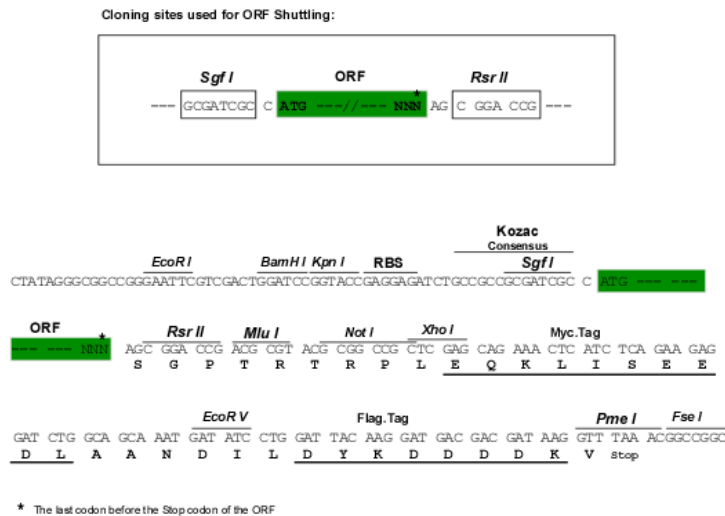 Cloning sites used for ORF Shuttling:
Sgf I ORF Rsr II
*
--- GCGATCGC C ATG ---//--- NNN AG C GGA CCG ---
Kozac
Consensus
EcoR I BamH I Kpn I RBS Sgf I
CTATAGGGCGGCCGGGAATTCGTCGACTGGATCCGGTACCGAGGAGATCTGCCGCCGCGATCGC C ATG --- ---
ORF
* Rsr II Mlu I Not I Xho I Myc.Tag
--- --- NNN AGC GGA CCG ACG CGT ACG CGG CCG CTC GAG CAG AAA CTC ATC TCA GAA GAG
S G P T R T R P L E Q K L I S E E
EcoR V Flag.Tag Pme I Fse I
GAT CTG GCA GCA AAT GAT ATC CTG GAT TAC AAG GAT GAC GAC GAT AAG GTT TAA ACGGCCGGC
D L A A N D I L D Y K D D D D K V Stop
* The last codon before the Stop codon of the ORF